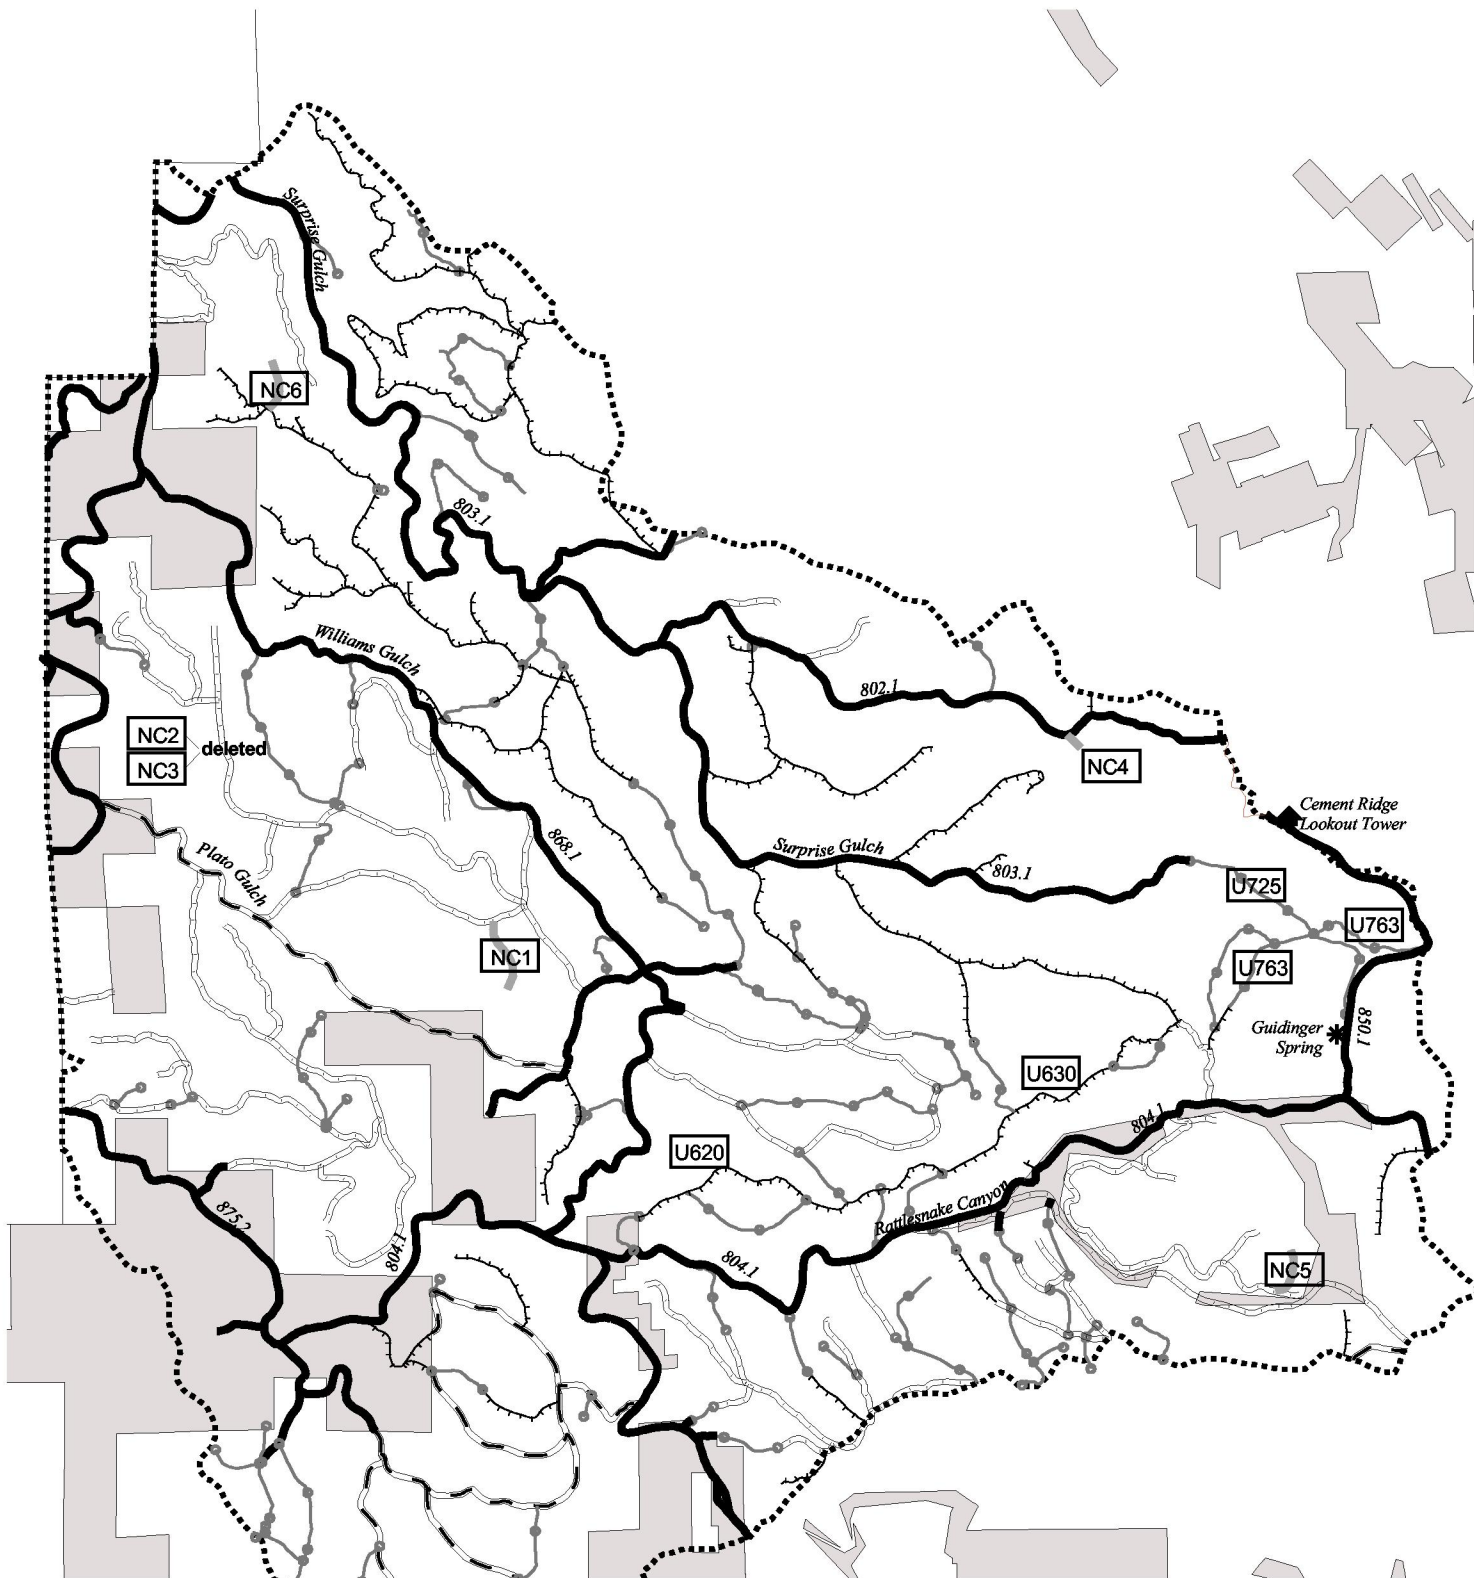 Surprise Gulch
NC6
803.1
Williams Gulch
802.1
NC2
NC3
deleted
NC4
Cement Ridge
Lookout Tower
868.1
Plato Gulch
Surprise Gulch
803.1
U725
U763
U763
NC1
Guidinger
Spring
850.1
U630
804.1
U620
Rattlesnake Canyon
875.2
804.1
804.1
NC5